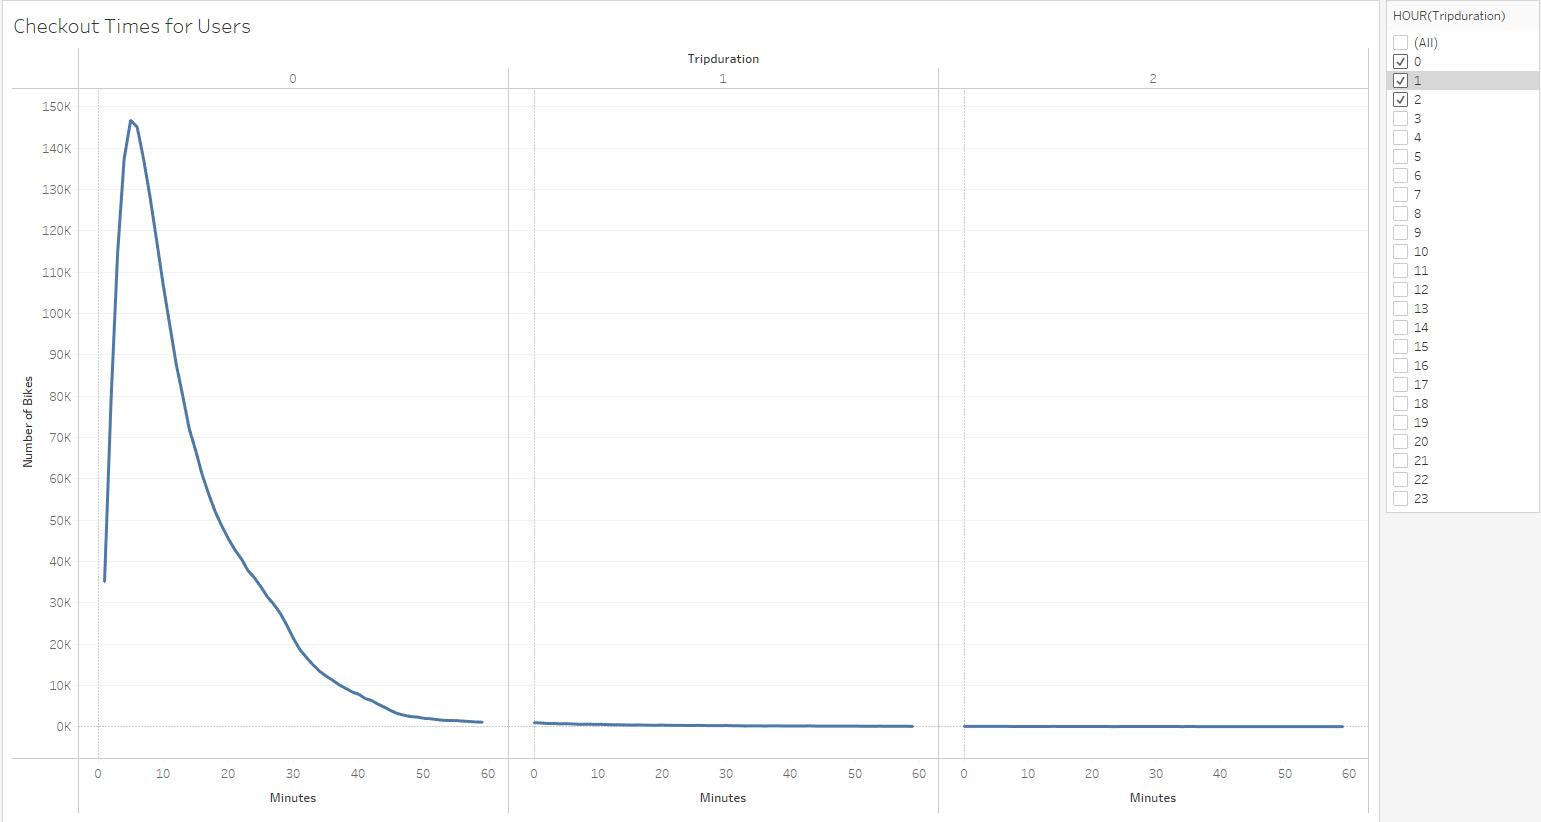 Checkout Times for Users
Tripduration
0 1 2
150K
140K
130K
120K
110K
100K
90K
80K
70K
60K
50K
40K
30K
20K
10K
0K
Number of Bikes
0 10 20 30 40 50 60 0 10 20 30 40 50 60 0 10 20 30 40 50 60
Minutes Minutes Minutes
HOUR(Tripduration)
(All)
0
1
2
3
4
5
6
7
8
9
10
11
12
13
14
15
16
17
18
19
20
21
22
23